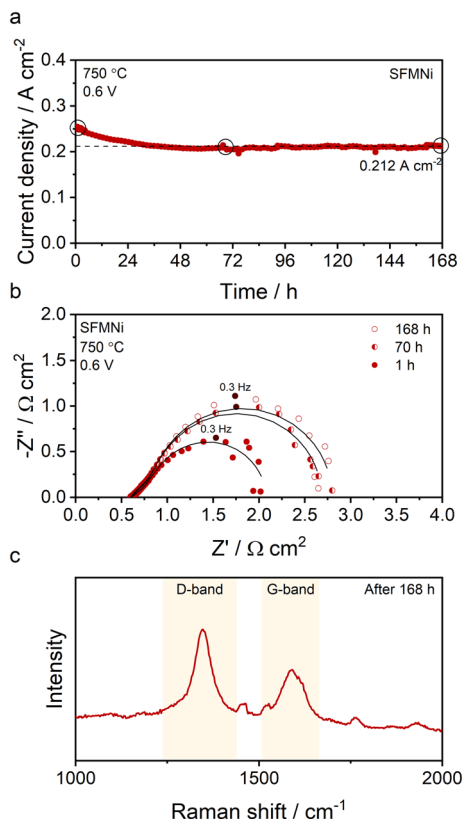 a
750 °C
0.6 V
SFMNi
0.212 A cm⁻²
0.4
0.3
0.2
0.1
0.0
Current density / A cm⁻²
0 24 48 72 96 120 144 168
Time / h
b
SFMNi
750 °C
0.6 V
168 h
70 h
1 h
0.3 Hz
0.3 Hz
2.0
1.5
1.0
0.5
0.0
-Z'' / Ω cm²
0.0 0.5 1.0 1.5 2.0 2.5 3.0 3.5 4.0
Z' / Ω cm²
c
D-band G-band After 168 h
Intensity
1000 1500 2000
Raman shift / cm⁻¹